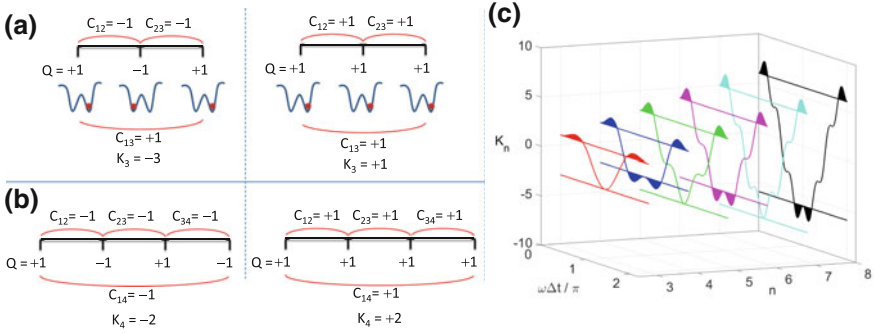 (a)
C₁₂= −1 C₂₃= −1
Q = +1 −1 +1
C₁₃= +1
K₃ = −3
C₁₂= +1 C₂₃= +1
Q = +1 +1 +1
C₁₃= +1
K₃ = +1
(b)
C₁₂= −1 C₂₃= −1 C₃₄= −1
Q = +1 −1 +1 −1
C₁₄= −1
K₄ = −2
C₁₂= +1 C₂₃= +1 C₃₄= +1
+1 +1 +1 +1
C₁₄= +1
K₄ = +2
(c)
10
5
0
-5
-10
Kₙ
0
1
2
ωΔt / π
3
4
5
6
7
8
n